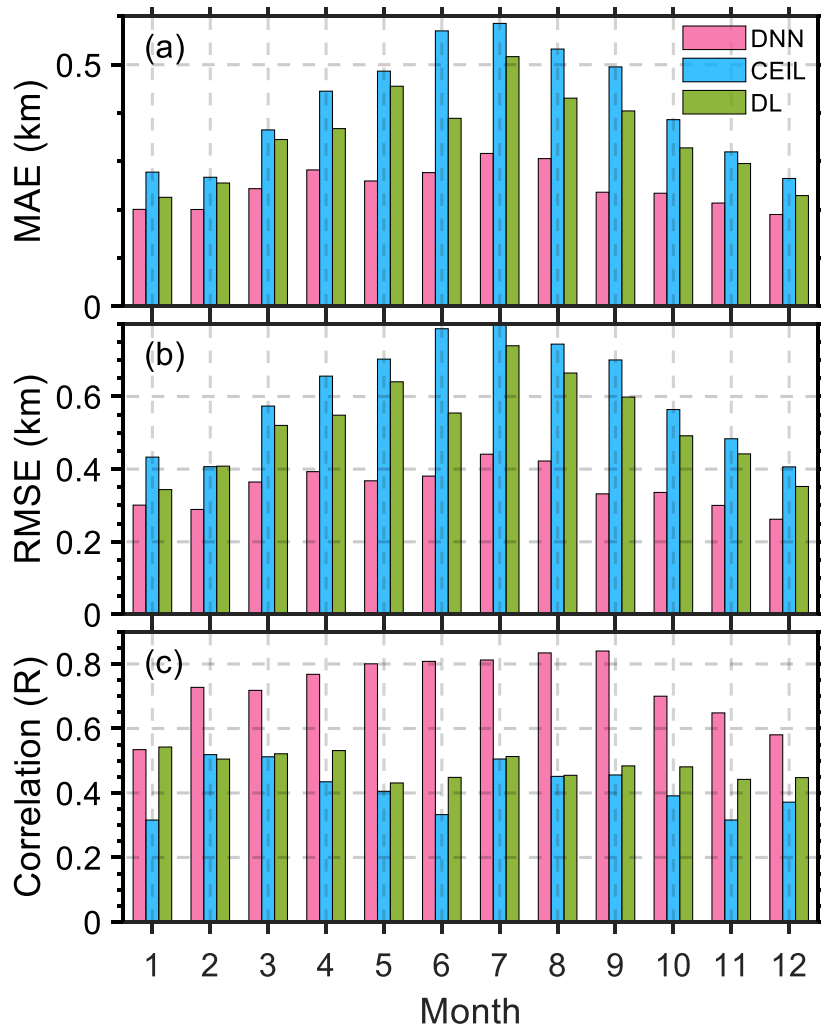 (a)
DNN
CEIL
DL
0.5
0
MAE (km)
(b)
0.6
0.4
0.2
0
RMSE (km)
(c)
0.8
0.6
0.4
0.2
0
Correlation (R)
1 2 3 4 5 6 7 8 9 10 11 12
Month